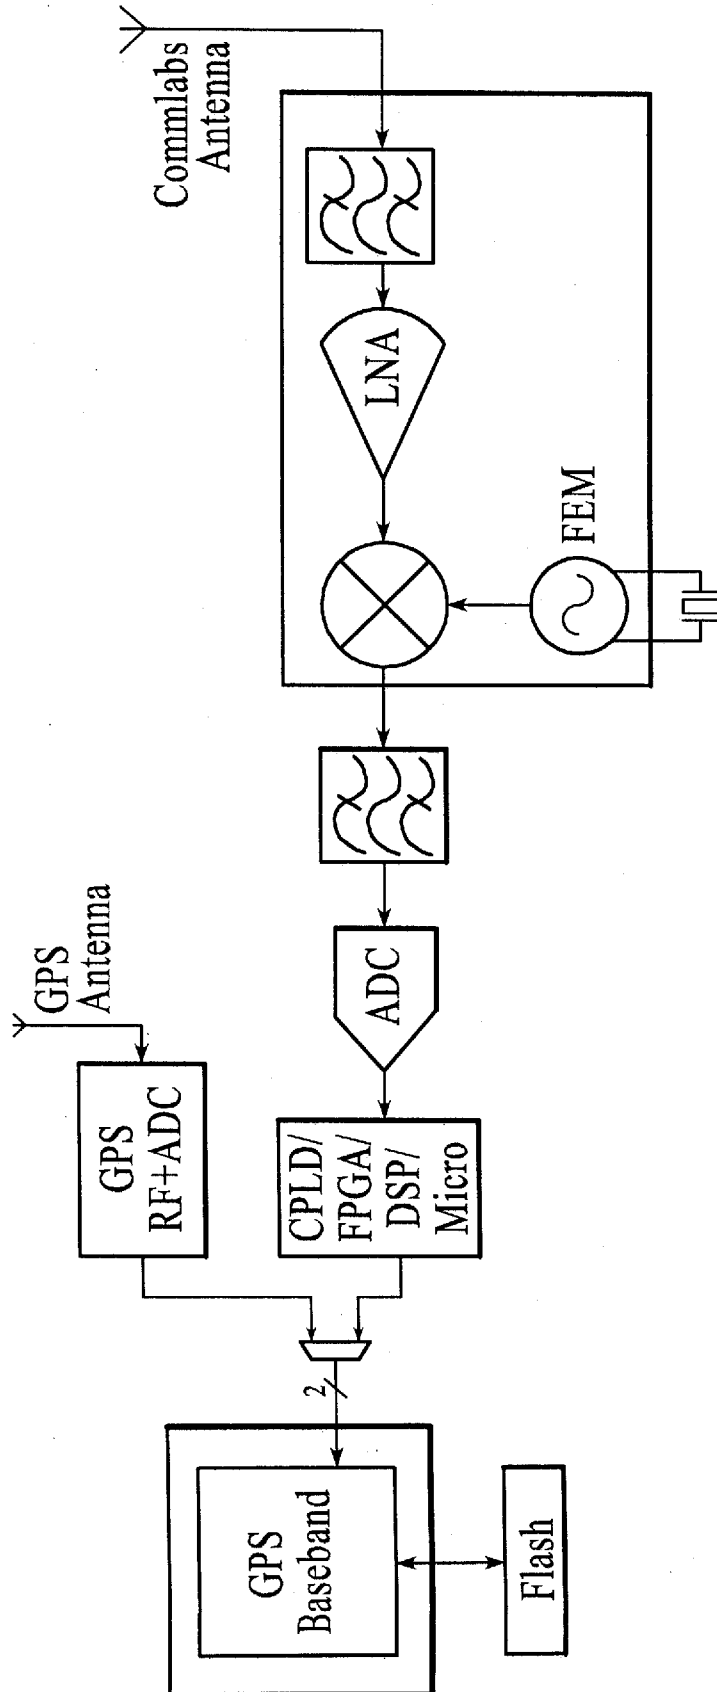 Commlabs
Antenna
LNA
FEM
GPS
Antenna
ADC
GPS
RF+ADC
CPLD/
FPGA/
DSP/
Micro
2
GPS
Baseband
Flash